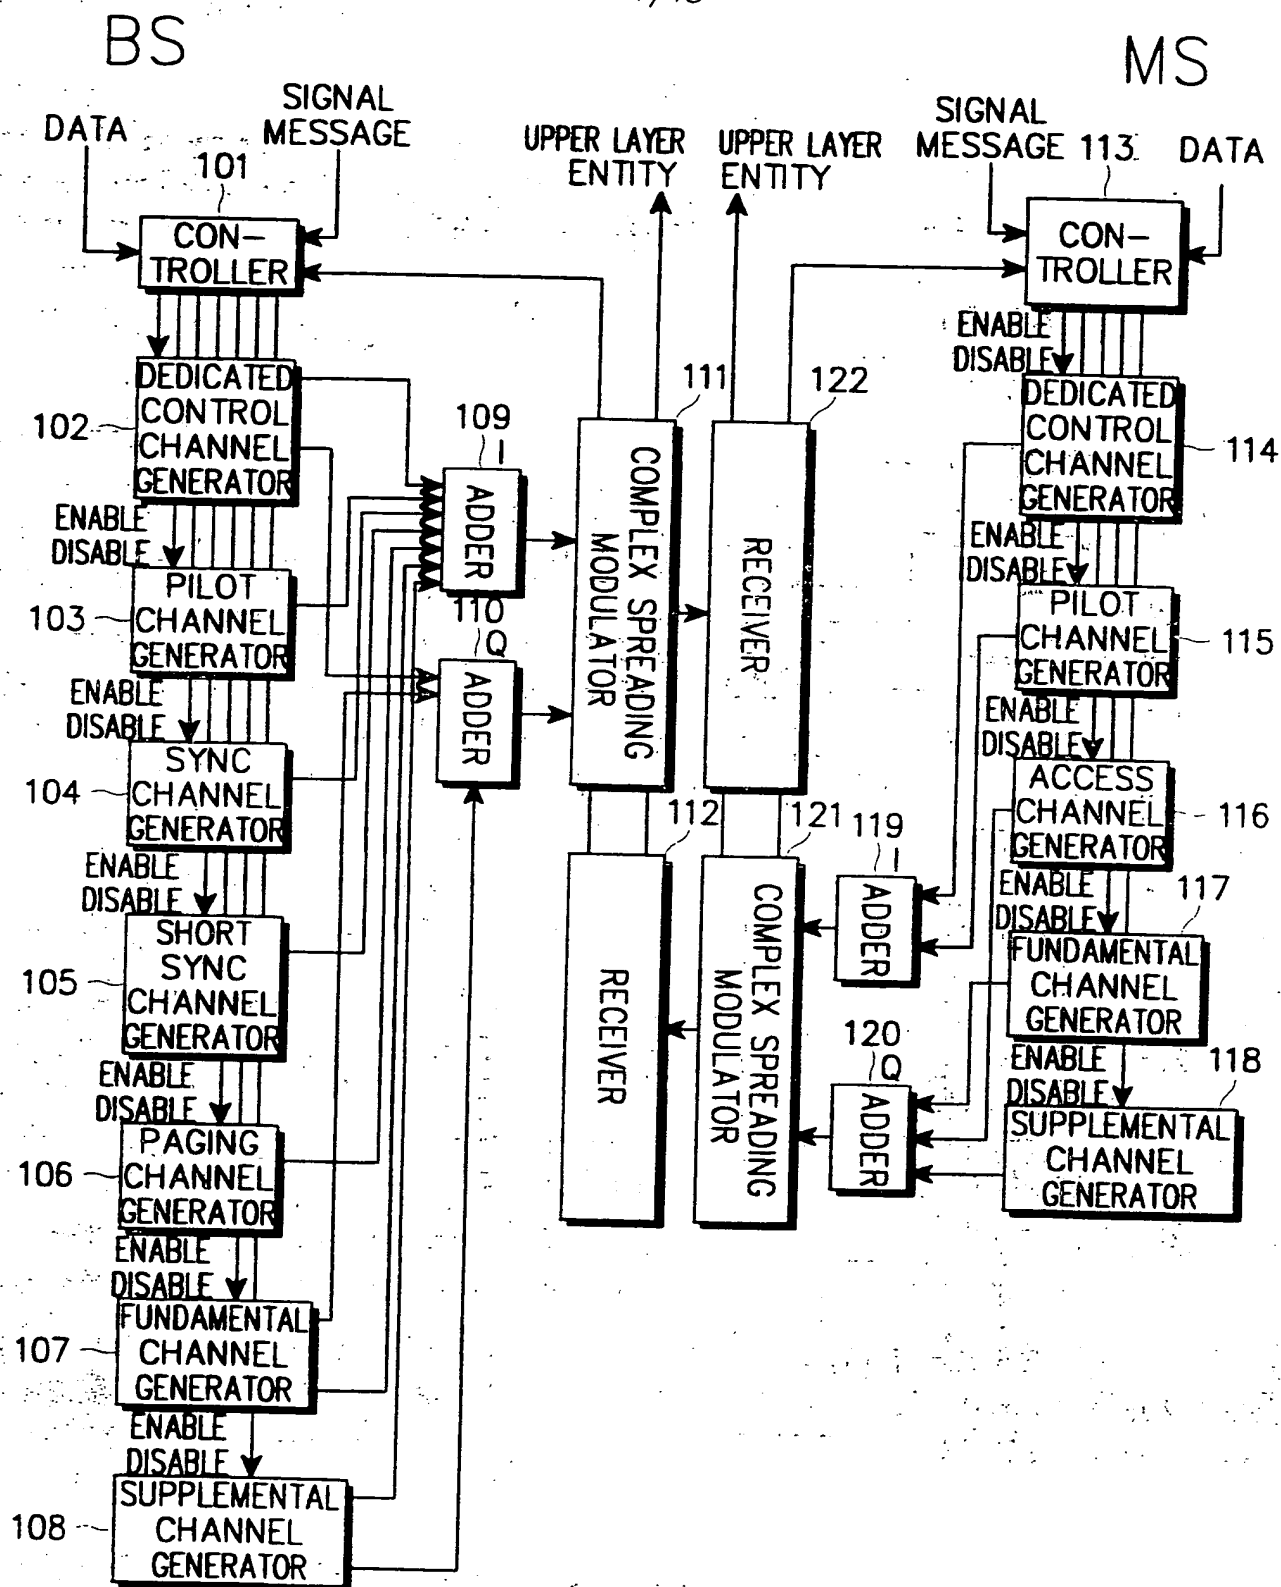 BS
MS
DATA
SIGNAL
MESSAGE
101
CON-
TROLLER
UPPER LAYER
ENTITY
UPPER LAYER
ENTITY
SIGNAL
MESSAGE
113
DATA
CON-
TROLLER
DEDICATED
CONTROL
CHANNEL
GENERATOR
102
ENABLE
DISABLE
PILOT
CHANNEL
GENERATOR
103
ENABLE
DISABLE
SYNC
CHANNEL
GENERATOR
104
ENABLE
DISABLE
SHORT
SYNC
CHANNEL
GENERATOR
105
ENABLE
DISABLE
PAGING
CHANNEL
GENERATOR
106
ENABLE
DISABLE
FUNDAMENTAL
CHANNEL
GENERATOR
107
ENABLE
DISABLE
SUPPLEMENTAL
CHANNEL
GENERATOR
108
109
I
ADDER
110
Q
ADDER
111
COMPLEX SPREADING
MODULATOR
122
RECEIVER
112
RECEIVER
121
COMPLEX SPREADING
MODULATOR
119
I
ADDER
120
Q
ADDER
ENABLE
DISABLE
DEDICATED
CONTROL
CHANNEL
GENERATOR
114
ENABLE
DISABLE
PILOT
CHANNEL
GENERATOR
115
ENABLE
DISABLE
ACCESS
CHANNEL
GENERATOR
116
ENABLE
DISABLE
117
FUNDAMENTAL
CHANNEL
GENERATOR
ENABLE
DISABLE
118
SUPPLEMENTAL
CHANNEL
GENERATOR